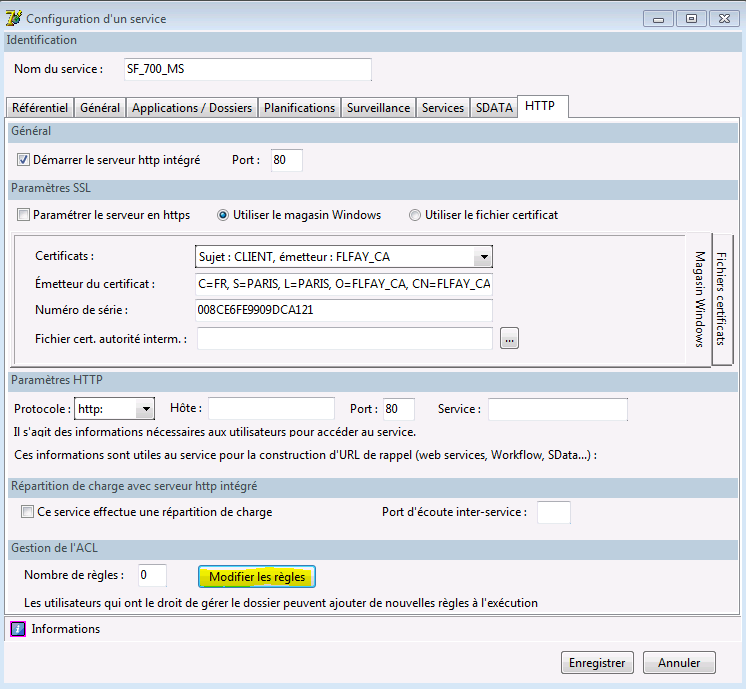 Configuration d'un service
Identification
Nom du service : SF_700_MS
Référentiel Général Applications / Dossiers Planifications Surveillance Services SDATA HTTP
Général
Démarrer le serveur http intégré Port : 80
Paramètres SSL
Paramétrer le serveur en https Utiliser le magasin Windows Utiliser le fichier certificat
Certificats : Sujet : CLIENT, émetteur : FLFAY_CA
Émetteur du certificat : C=FR, S=PARIS, L=PARIS, O=FLFAY_CA, CN=FLFAY_CA
Numéro de série : 008CE6FE9909DCA121
Fichier cert. autorité interm. : ...
Magasin Windows
Fichiers certificats
Paramètres HTTP
Protocole : http: Hôte : Port : 80 Service :
Il s'agit des informations nécessaires aux utilisateurs pour accéder au service.
Ces informations sont utiles au service pour la construction d'URL de rappel (web services, Workflow, SData...) :
Répartition de charge avec serveur http intégré
Ce service effectue une répartition de charge Port d'écoute inter-service :
Gestion de l'ACL
Nombre de règles : 0 Modifier les règles
Les utilisateurs qui ont le droit de gérer le dossier peuvent ajouter de nouvelles règles à l'exécution
Informations
Enregistrer Annuler